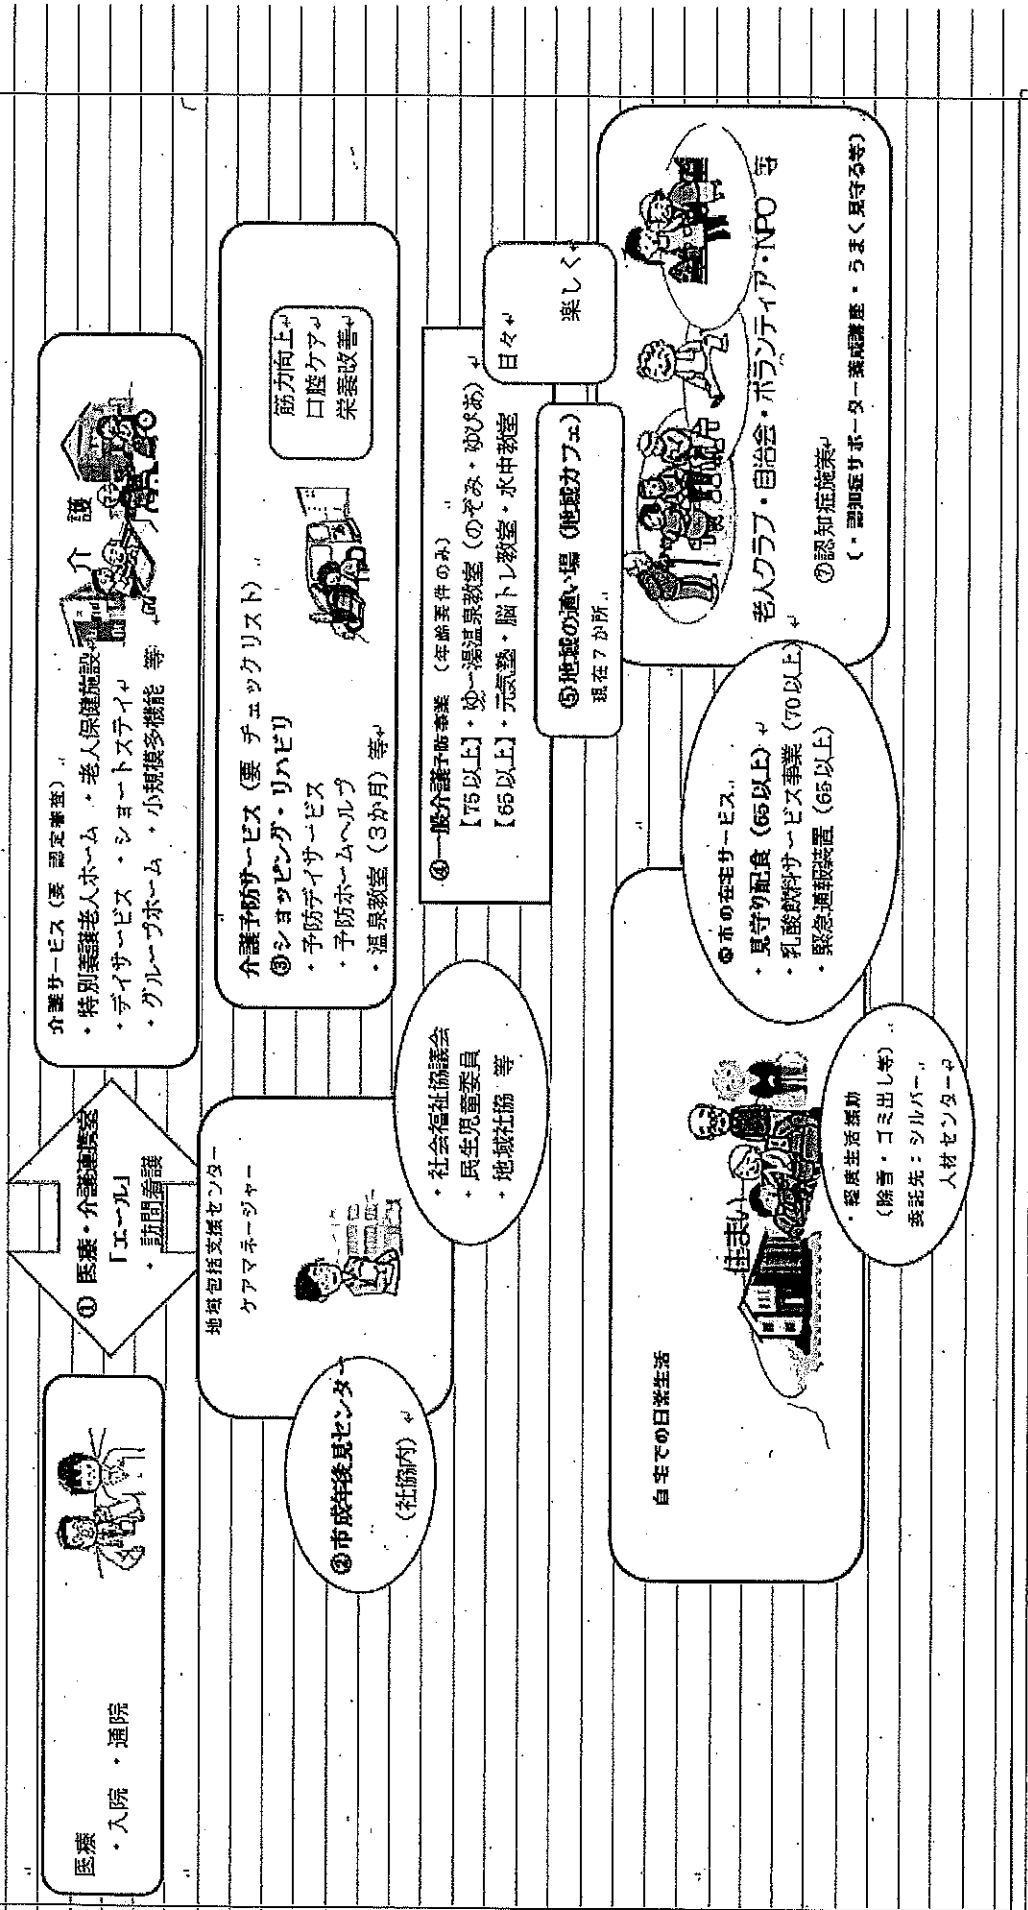 医療
・入院 ・通院
① 医療・介護連携室
「エール」
・訪問看護
介護サービス(要 認定審査)
・特別養護老人ホーム ・老人保健施設
・デイサービス ・ショートスティ
・グループホーム ・小規模多機能 等
介護
地域包括支援センター
ケアマネージャー
②市成年後見センター
(社協内)
・社会福祉協議会
・民生児童委員
・地域社協 等
介護予防サービス(要 チェックリスト)
③ショッピング・リハビリ
・予防デイサービス
・予防ホームヘルプ
・温泉教室(3か月)等
筋力向上
口腔ケア
栄養改善
④一般介護予防事業 (年齢要件のみ)
【75以上】・ゆ~湯温泉教室(のぞみ・ゆぴあ)
【65以上】・元気塾・脳トレ教室・水中教室
日々
楽しく
⑤地域の通い場(地域カフェ)
現在7か所
自宅での日常生活
住まい
・軽度生活援助
(除雪・ゴミ出し等)
委託先:シルバー
人材センター
⑥市の在宅サービス
・見守り配食(65以上)
・乳酸飲料サービス事業(70以上)
・緊急通報装置(65以上)
老人クラブ・自治会・ボランティア・NPO 等
⑦認知症施策
(・認知症サポーター養成講座・うまく見守る等)